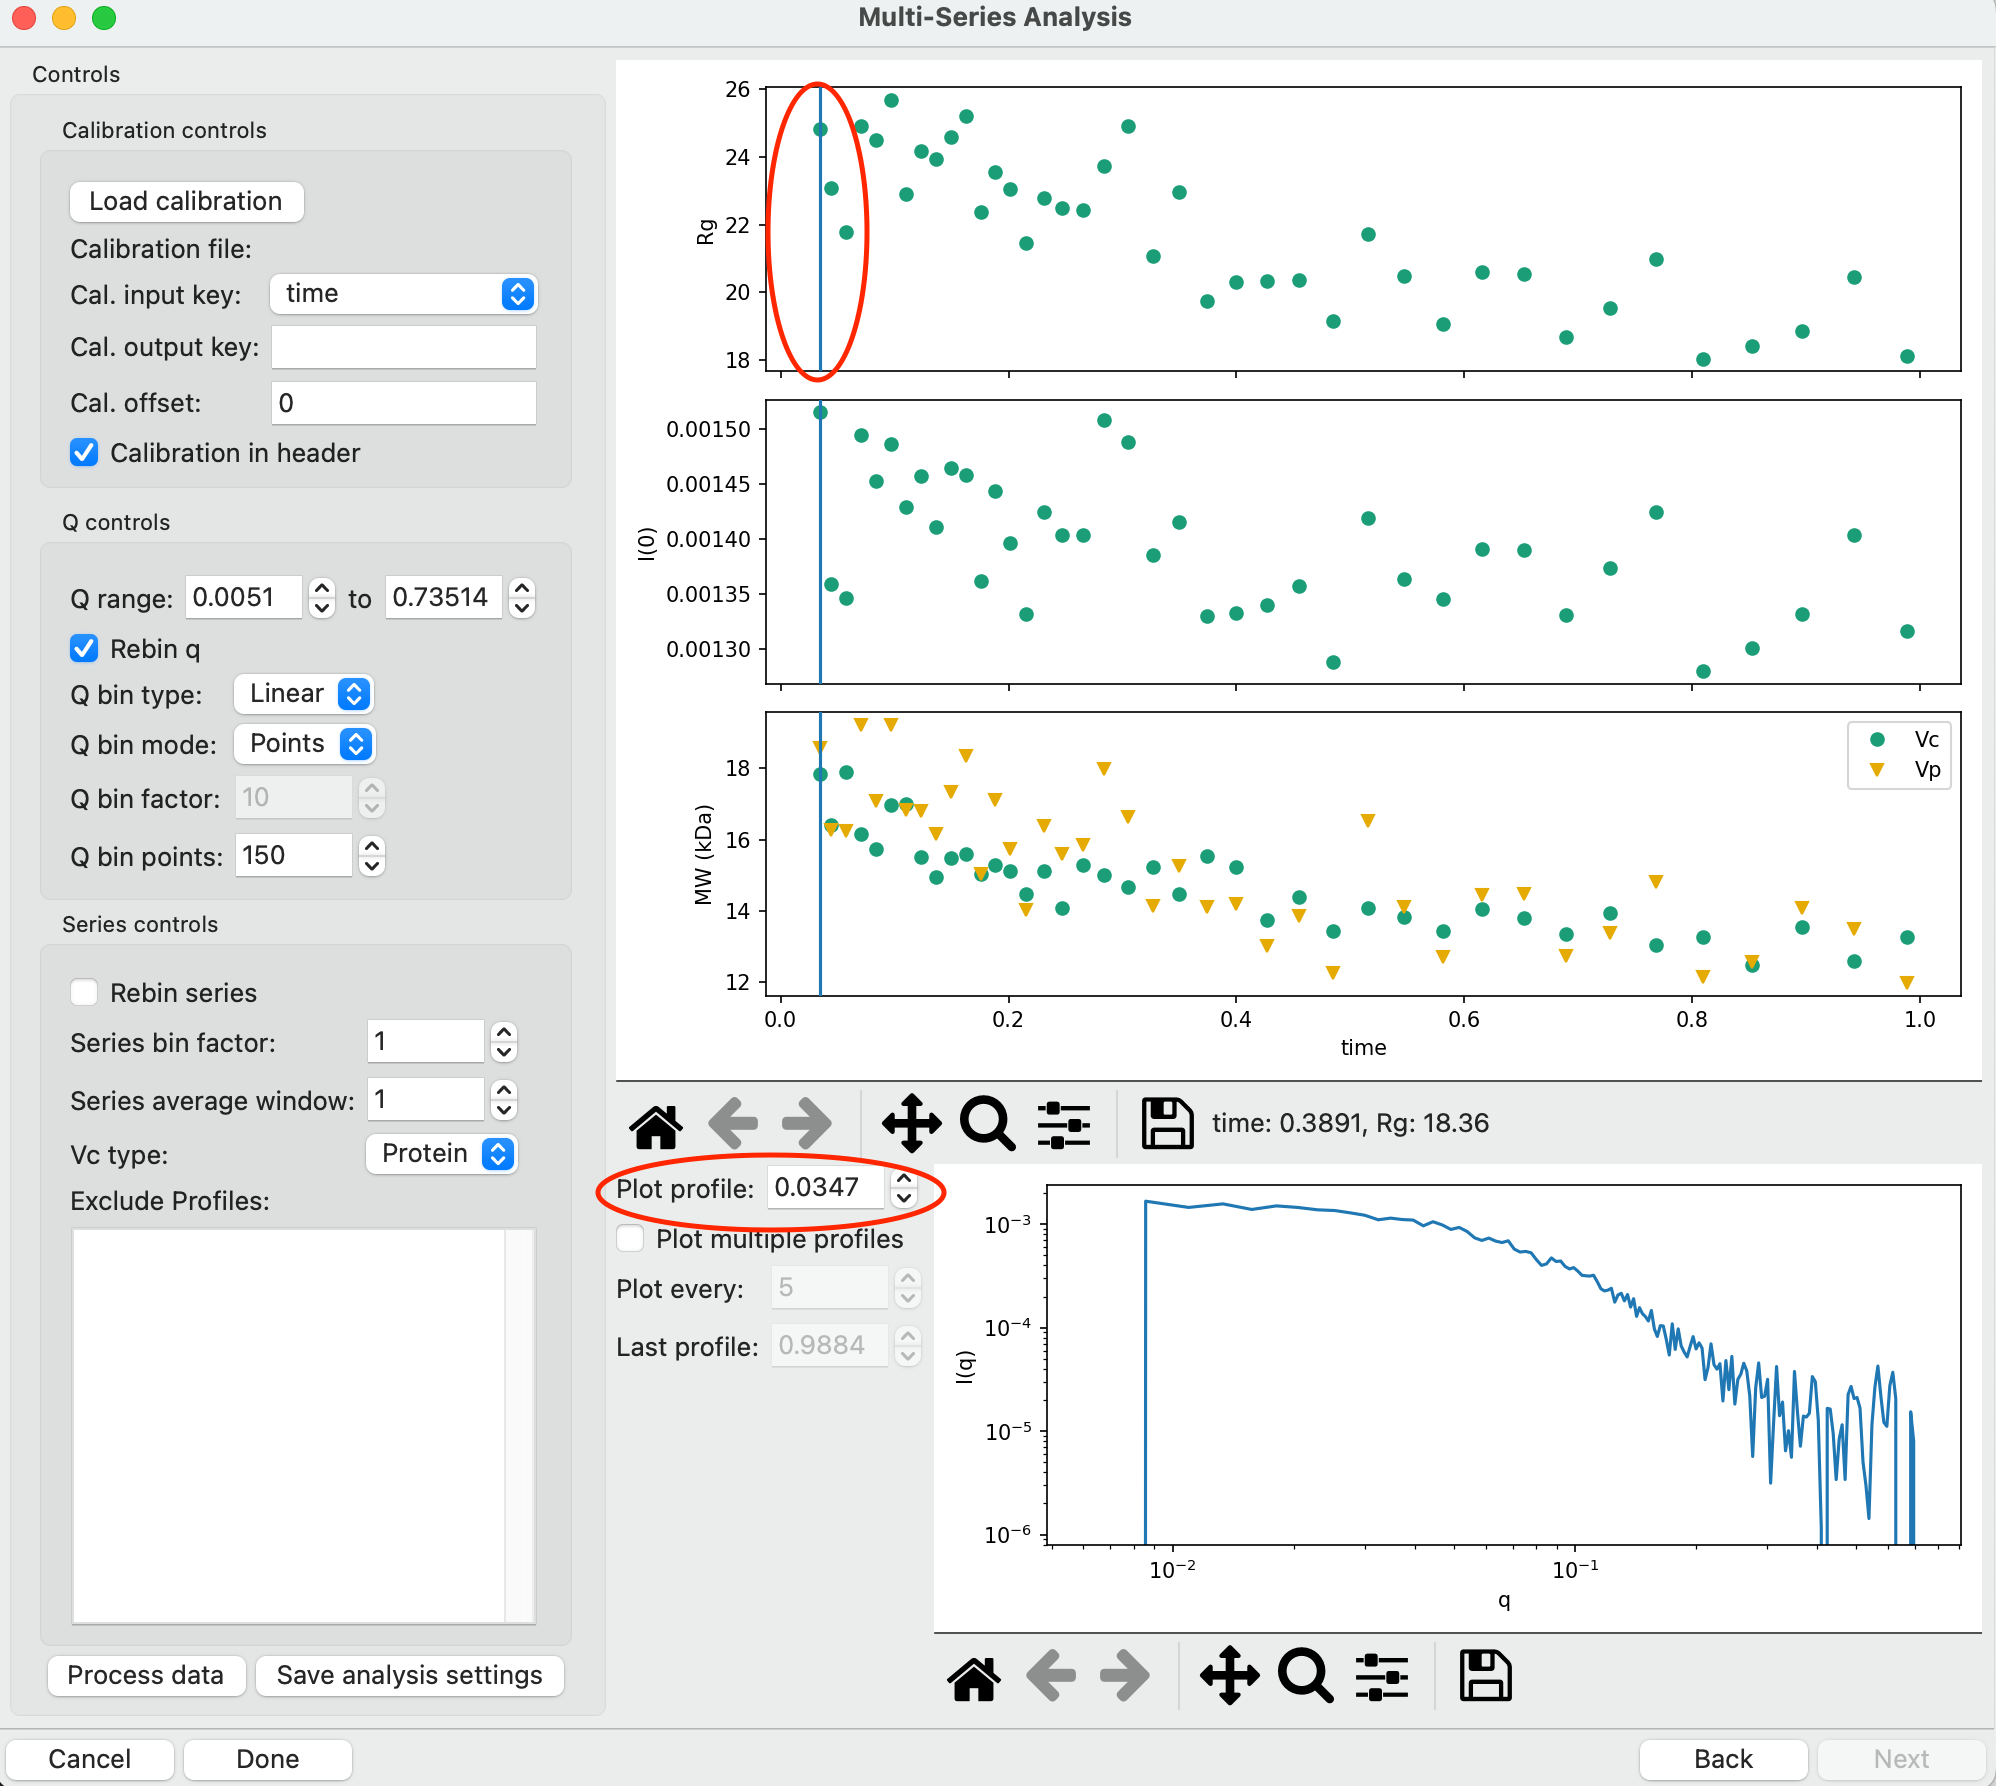 Multi-Series Analysis
Controls
Calibration controls
Load calibration
Calibration file:
Cal. input key: time
Cal. output key:
Cal. offset: 0
Calibration in header
Q controls
Q range: 0.0051 to 0.73514
Rebin q
Q bin type: Linear
Q bin mode: Points
Q bin factor: 10
Q bin points: 150
Series controls
Rebin series
Series bin factor: 1
Series average window: 1
Vc type: Protein
Exclude Profiles:
Process data Save analysis settings
26
24
22
20
18
Rg
0.00150
0.00145
0.00140
0.00135
0.00130
I(0)
18
16
14
12
MW (kDa)
Vc
Vp
0.0 0.2 0.4 0.6 0.8 1.0
time
time: 0.3891, Rg: 18.36
Plot profile: 0.0347
Plot multiple profiles
Plot every: 5
Last profile: 0.9884
10⁻³
10⁻⁴
10⁻⁵
10⁻⁶
I(q)
10⁻² 10⁻¹
q
Cancel Done Back Next